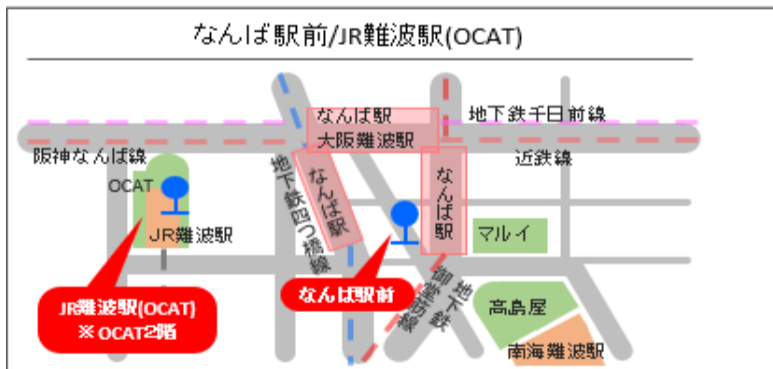 なんば駅前/JR難波駅(OCAT)
なんば駅
大阪難波駅
地下鉄千日前線
阪神なんば線
近鉄線
OCAT
JR難波駅
地下鉄四つ橋線
なんば駅
なんば駅
マルイ
JR難波駅(OCAT)
※OCAT2階
なんば駅前
地下鉄
御堂筋線
高島屋
南海難波駅